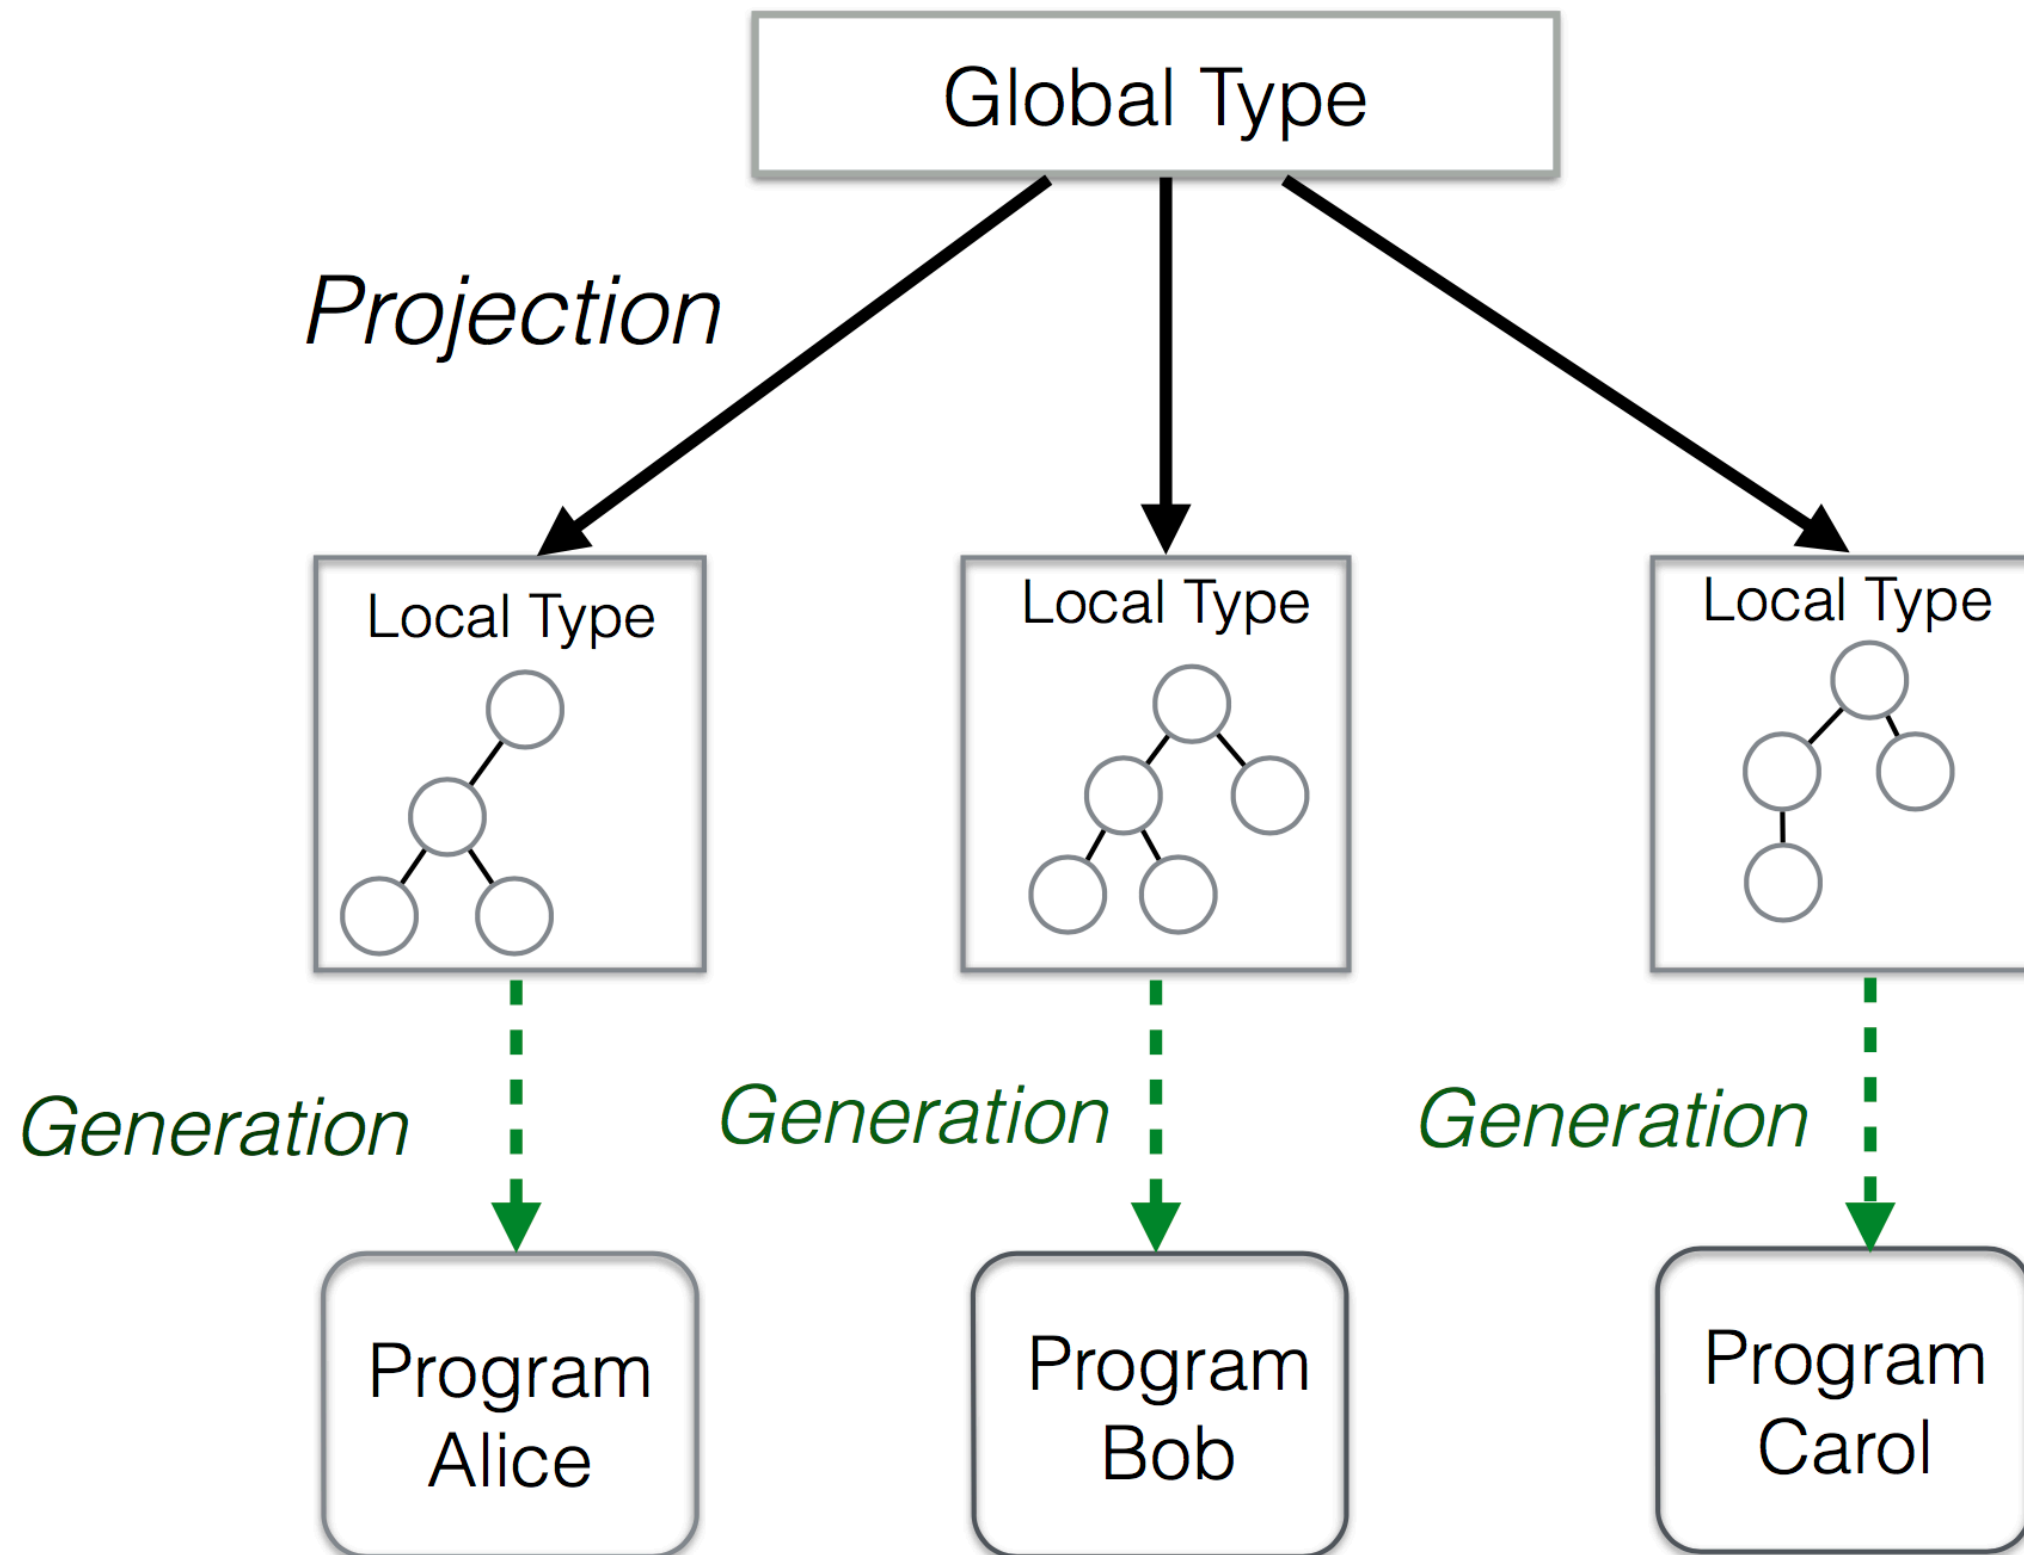 Global Type
Projection
Local Type
Local Type
Local Type
Generation
Generation
Generation
Program
Alice
Program
Bob
Program
Carol